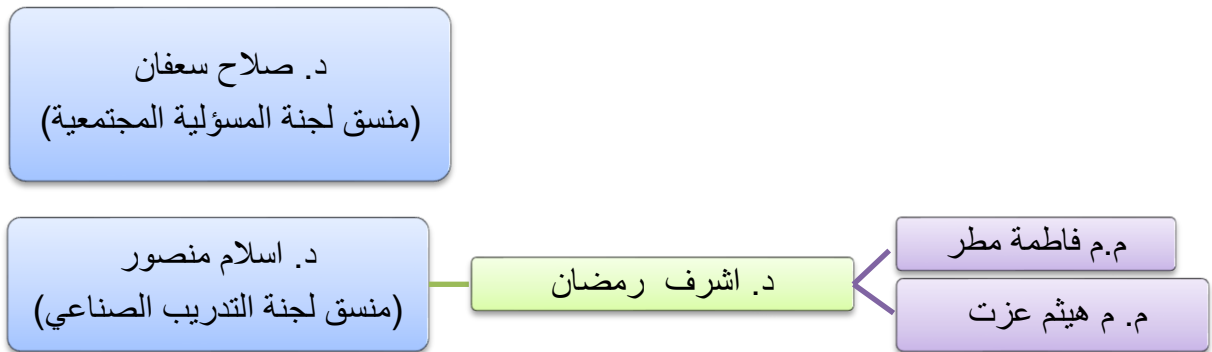 د. صلاح سعفان
(منسق لجنة المسؤلية المجتمعية)
د. اسلام منصور
(منسق لجنة التدريب الصناعي)
د. اشرف رمضان
م.م فاطمة مطر
م. م هيثم عزت